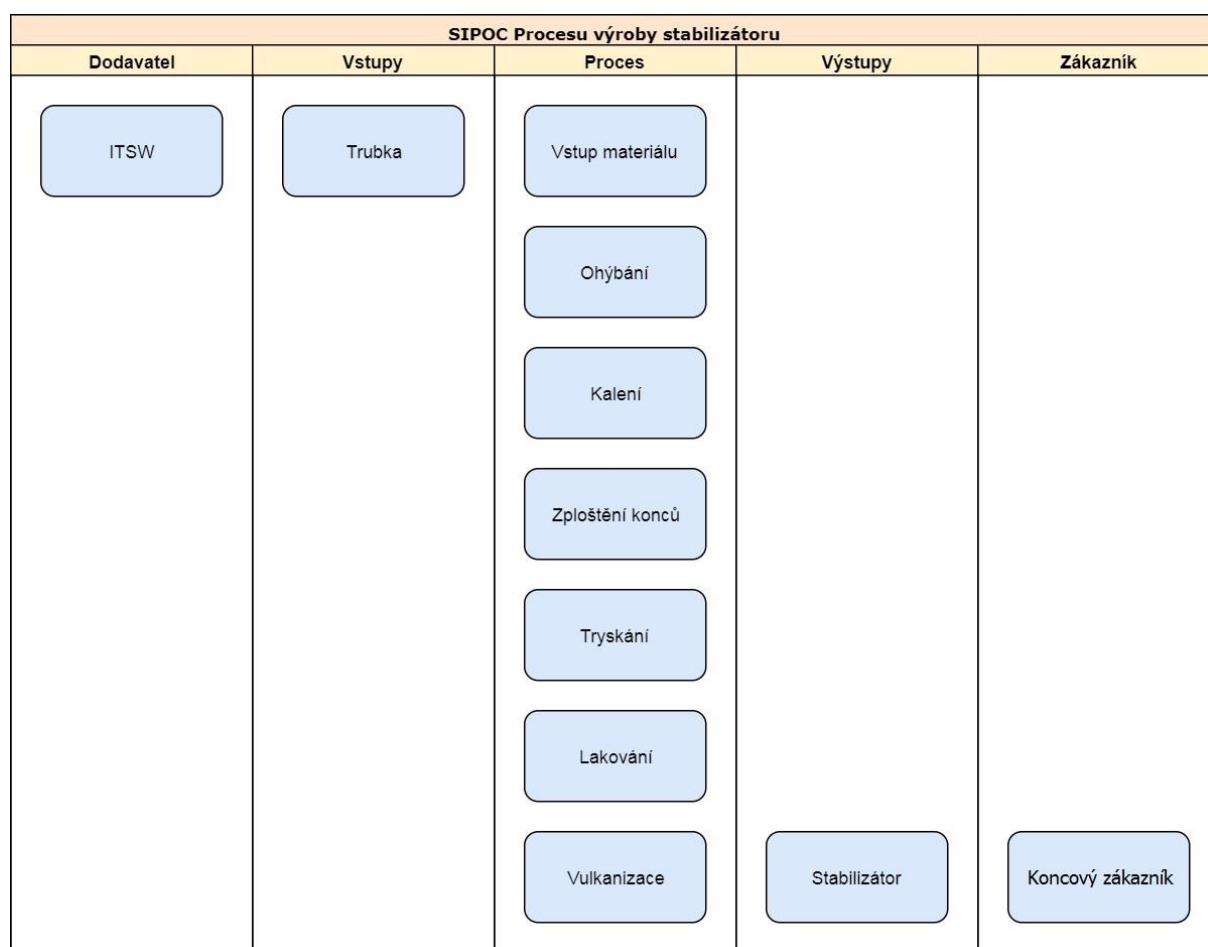 SIPOC Procesu výroby stabilizátoru
Dodavatel Vstupy Proces Výstupy Zákazník
ITSW Trubka Vstup materiálu
Ohýbání
Kalení
Zploštění konců
Tryskání
Lakování
Vulkanizace Stabilizátor Koncový zákazník